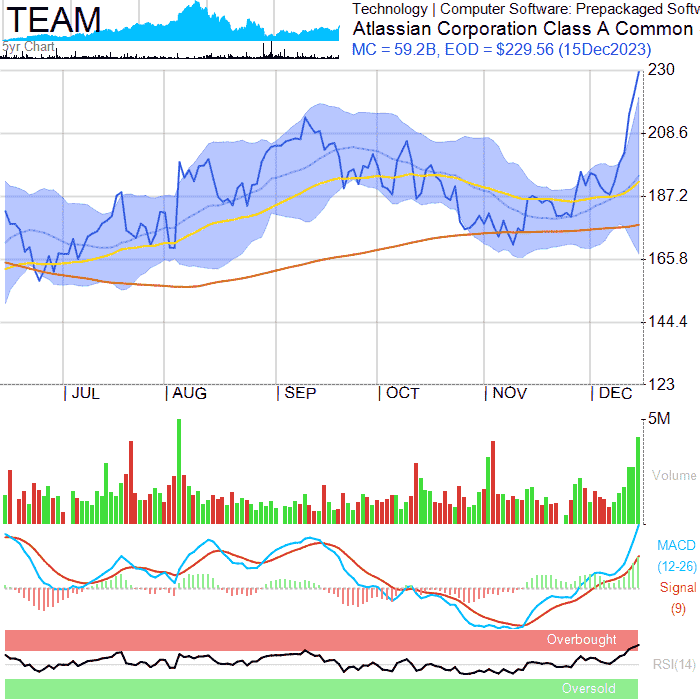 TEAM
5yr Chart
Technology | Computer Software: Prepackaged Softw
Atlassian Corporation Class A Common
MC = 59.2B, EOD = $229.56 (15Dec2023)
230
208.6
187.2
165.8
144.4
123
JUL AUG SEP OCT NOV DEC
5M
Volume
MACD
(12-26)
Signal
(9)
Overbought
RSI(14)
Oversold